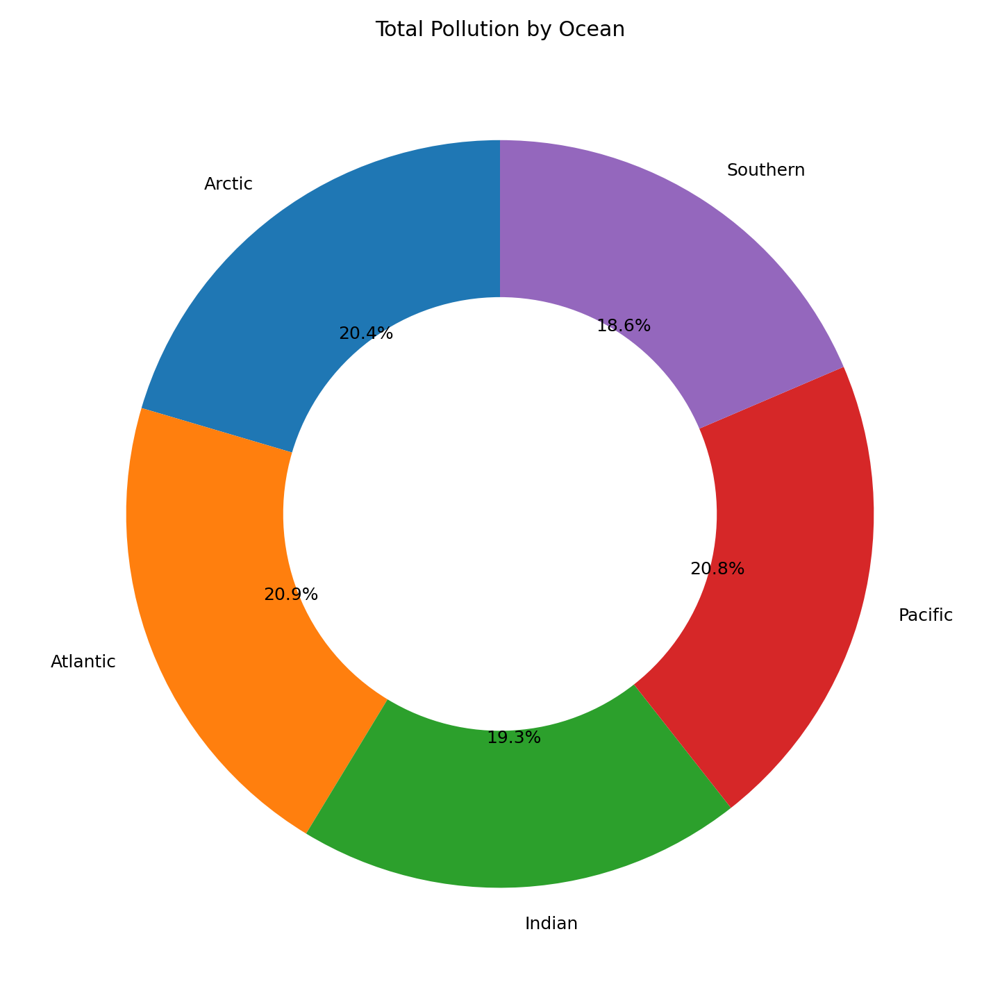 Total Pollution by Ocean
Southern
Arctic
18.6%
20.4%
20.8%
20.9%
Pacific
Atlantic
19.3%
Indian